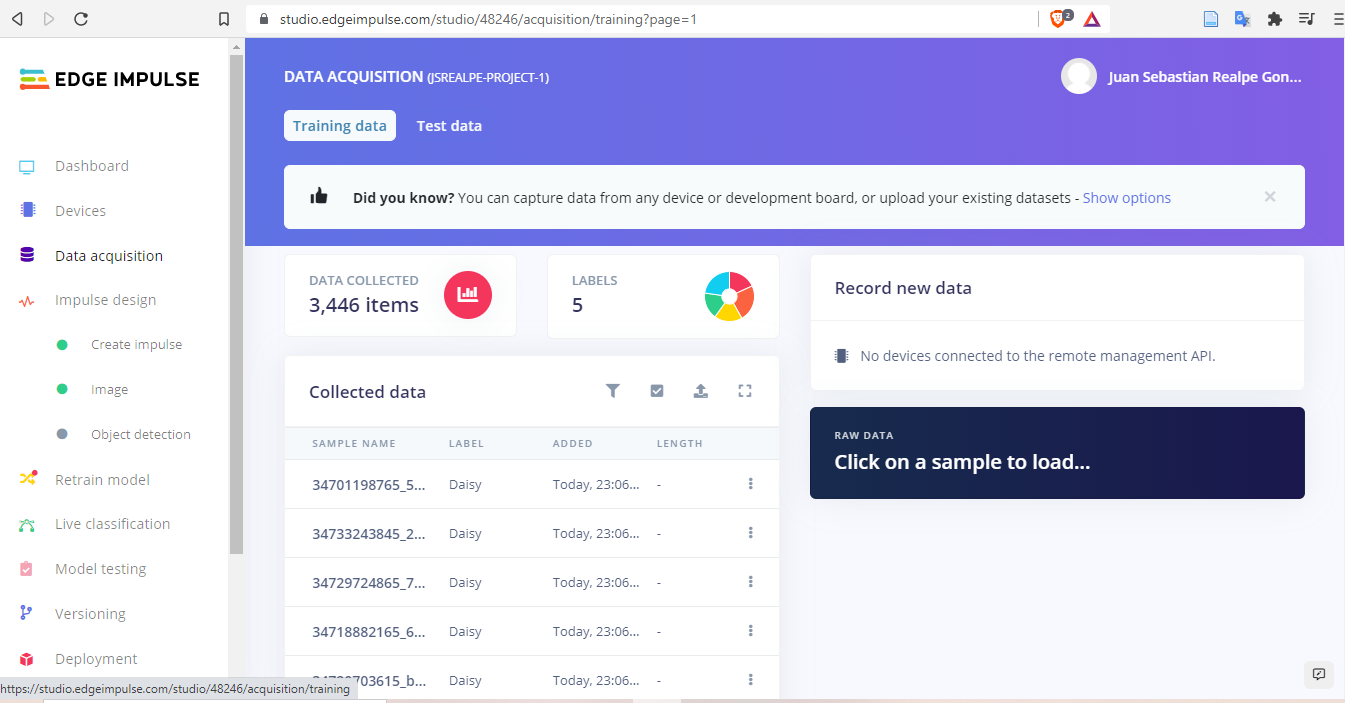 studio.edgeimpulse.com/studio/48246/acquisition/training?page=1
2
EDGE IMPULSE
Dashboard
Devices
Data acquisition
Impulse design
Create impulse
Image
Object detection
Retrain model
Live classification
Model testing
Versioning
Deployment
https://studio.edgeimpulse.com/studio/48246/acquisition/training
DATA ACQUISITION (JSREALPE-PROJECT-1)
Juan Sebastian Realpe Gon...
Training data Test data
Did you know? You can capture data from any device or development board, or upload your existing datasets - Show options
DATA COLLECTED
3,446 items
LABELS
5
Collected data
SAMPLE NAME LABEL ADDED LENGTH
34701198765_5... Daisy Today, 23:06... -
34733243845_2... Daisy Today, 23:06... -
34729724865_7... Daisy Today, 23:06... -
34718882165_6... Daisy Today, 23:06... -
Daisy Today, 23:06... -
Record new data
No devices connected to the remote management API.
RAW DATA
Click on a sample to load...